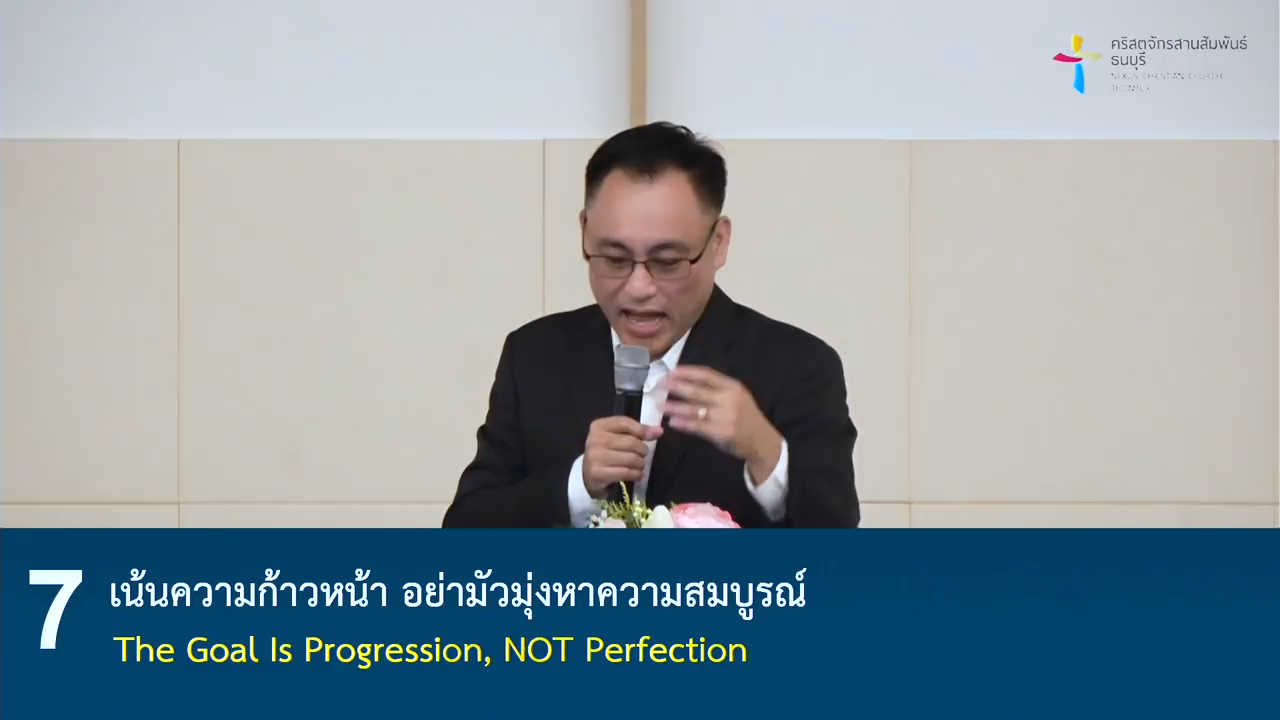 คริสตจักรสานสัมพันธ์
ธนบุรี
NEXUS CHRISTIAN CHURCH
7
เน้นความก้าวหน้า อย่ามัวมุ่งหาความสมบูรณ์
The Goal Is Progression, NOT Perfection